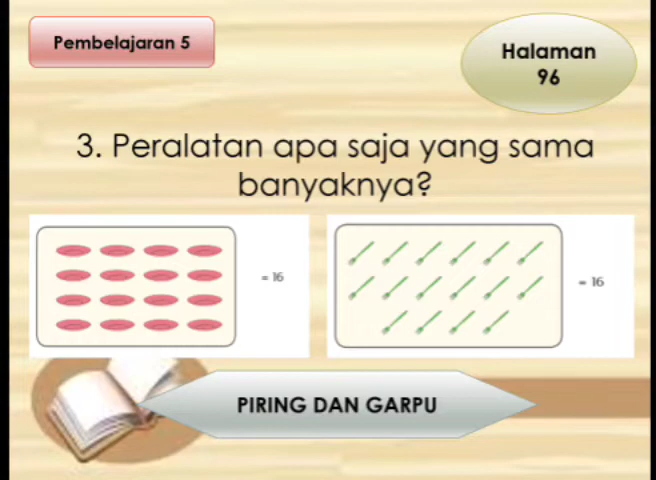 Pembelajaran 5
Halaman
96
3. Peralatan apa saja yang sama
banyaknya?
= 16
= 16
PIRING DAN GARPU